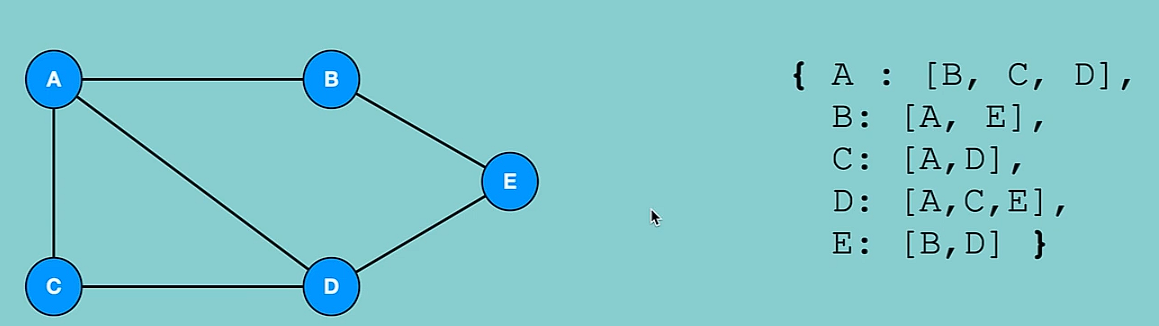 A
B
E
C
D
{ A : [B, C, D],
B: [A, E],
C: [A,D],
D: [A,C,E],
E: [B,D] }